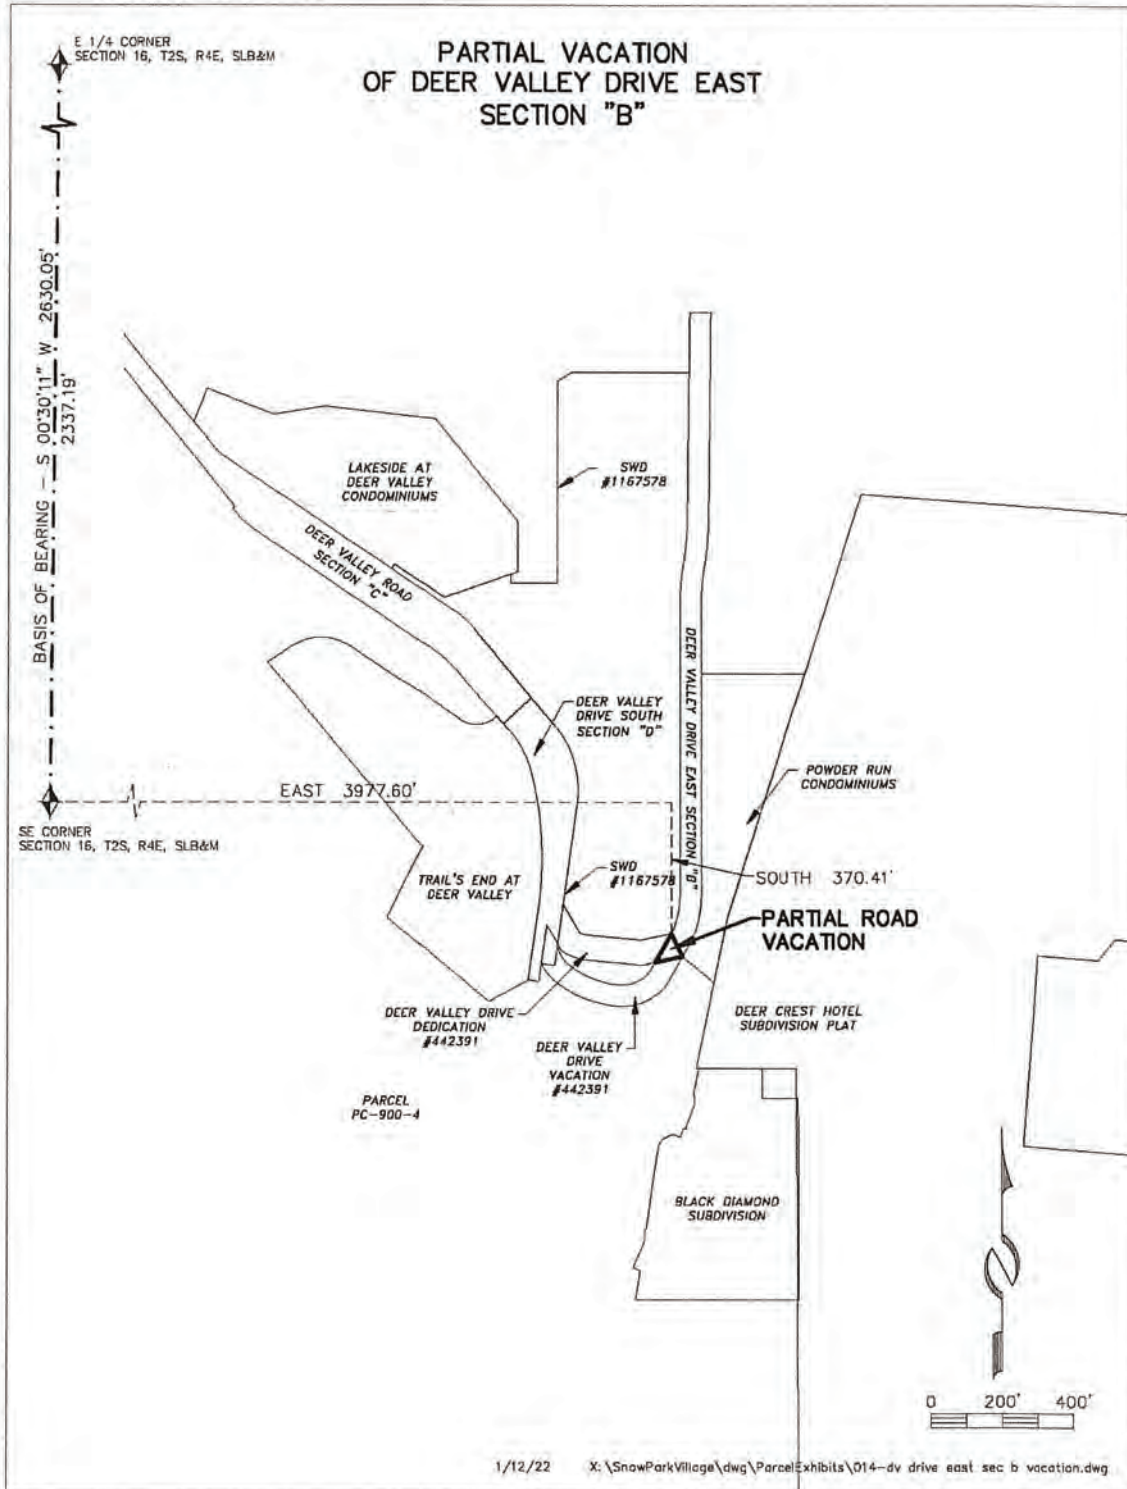 E 1/4 CORNER
SECTION 16, T2S, R4E, SLB&M
PARTIAL VACATION
OF DEER VALLEY DRIVE EAST
SECTION "B"
BASIS OF BEARING - S 00°30'11" W 2630.05'
2337.19'
LAKESIDE AT
DEER VALLEY
CONDOMINIUMS
SWD
#1167578
DEER VALLEY ROAD
SECTION "C"
DEER VALLEY DRIVE EAST SECTION "B"
DEER VALLEY
DRIVE SOUTH
SECTION "D"
POWDER RUN
CONDOMINIUMS
EAST 3977.60'
SE CORNER
SECTION 16, T2S, R4E, SLB&M
TRAIL'S END AT
DEER VALLEY
SWD
#1167578
SOUTH 370.41'
PARTIAL ROAD
VACATION
DEER VALLEY DRIVE
DEDICATION
#442391
DEER VALLEY
DRIVE
VACATION
#442391
DEER CREST HOTEL
SUBDIVISION PLAT
PARCEL
PC-900-4
BLACK DIAMOND
SUBDIVISION
0 200' 400'
1/12/22 X:\SnowParkVillage\dwg\ParcelExhibits\014-dv drive east sec b vacation.dwg